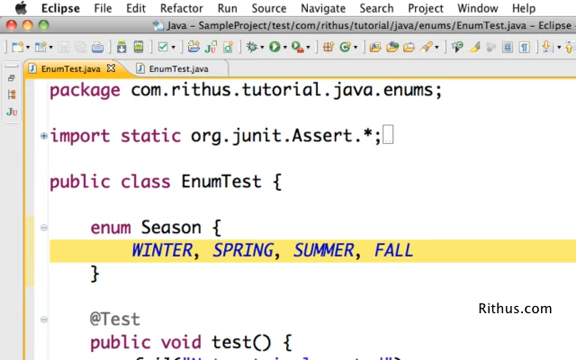 Eclipse File Edit Source Refactor Navigate Search Project Window Help
Java - SampleProject/test/com/rithus/tutorial/java/enums/EnumTest.java - Eclipse
EnumTest.java EnumTest.java
package com.rithus.tutorial.java.enums;
import static org.junit.Assert.*;
public class EnumTest {
enum Season {
WINTER, SPRING, SUMMER, FALL
}
Rithus.com
@Test
public void test() {